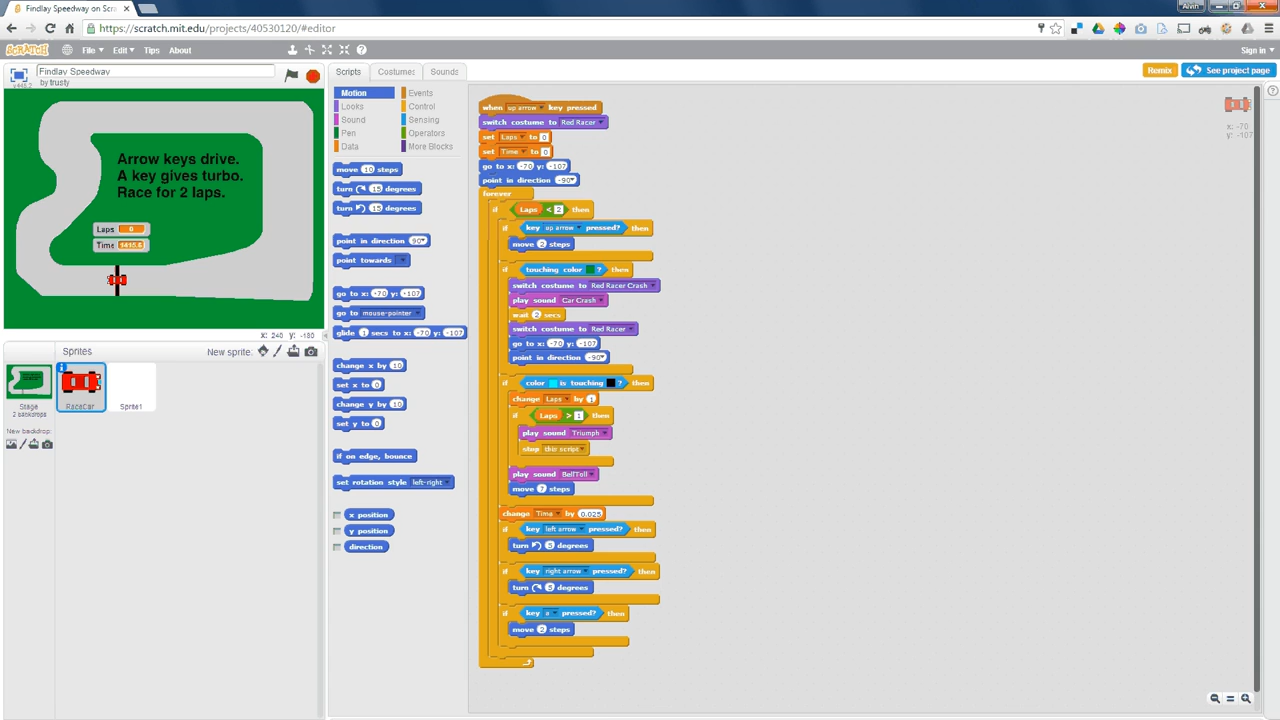 Findlay Speedway on Sc
Alvin
https://scratch.mit.edu/projects/40530120/#editor
SCRATCH File Edit Tips About Sign in
Findlay Speedway
by trusty
v445.2
Arrow keys drive.
A key gives turbo.
Race for 2 laps.
Laps 0
Time
x: 240 y: -180
Sprites New sprite:
Stage
2 backdrops
RaceCar
Sprite1
New backdrop:
Scripts Costumes Sounds
Motion Events
Looks Control
Sound Sensing
Pen Operators
Data More Blocks
move 10 steps
turn 15 degrees
turn 15 degrees
point in direction 90
point towards
go to x: -70 y: -107
go to mouse-pointer
glide 1 secs to x: -70 y: -107
change x by 10
set x to 0
change y by 10
set y to 0
if on edge, bounce
set rotation style left-right
x position
y position
direction
Remix See project page
x: -70
y: -107
when up arrow key pressed
switch costume to Red Racer
set Laps to 0
set Time to 0
go to x: -70 y: -107
point in direction -90
forever
if Laps < 2 then
if key up arrow pressed? then
move 2 steps
if touching color ? then
switch costume to Red Racer Crash
play sound Car Crash
wait 2 secs
switch costume to Red Racer
go to x: -70 y: -107
point in direction -90
if color is touching ? then
change Laps by 1
if Laps > 1 then
play sound Triumph
stop this script
play sound BellToll
move 7 steps
change Time by 0.025
if key left arrow pressed? then
turn 5 degrees
if key right arrow pressed? then
turn 5 degrees
if key a pressed? then
move 2 steps